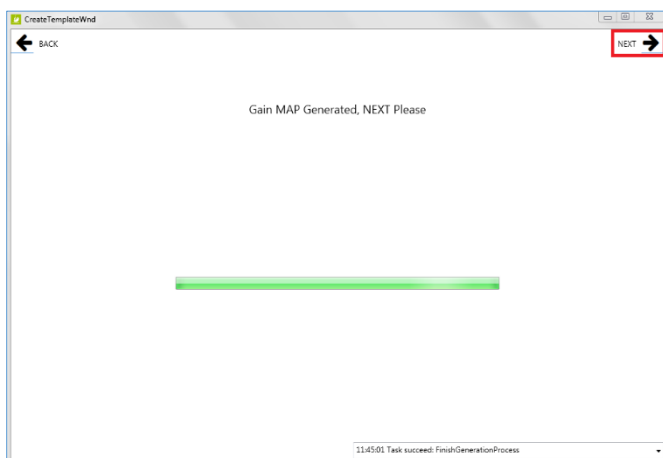 CreateTemplateWnd
BACK
NEXT
Gain MAP Generated, NEXT Please
11:45:01 Task succeed: FinishGenerationProcess